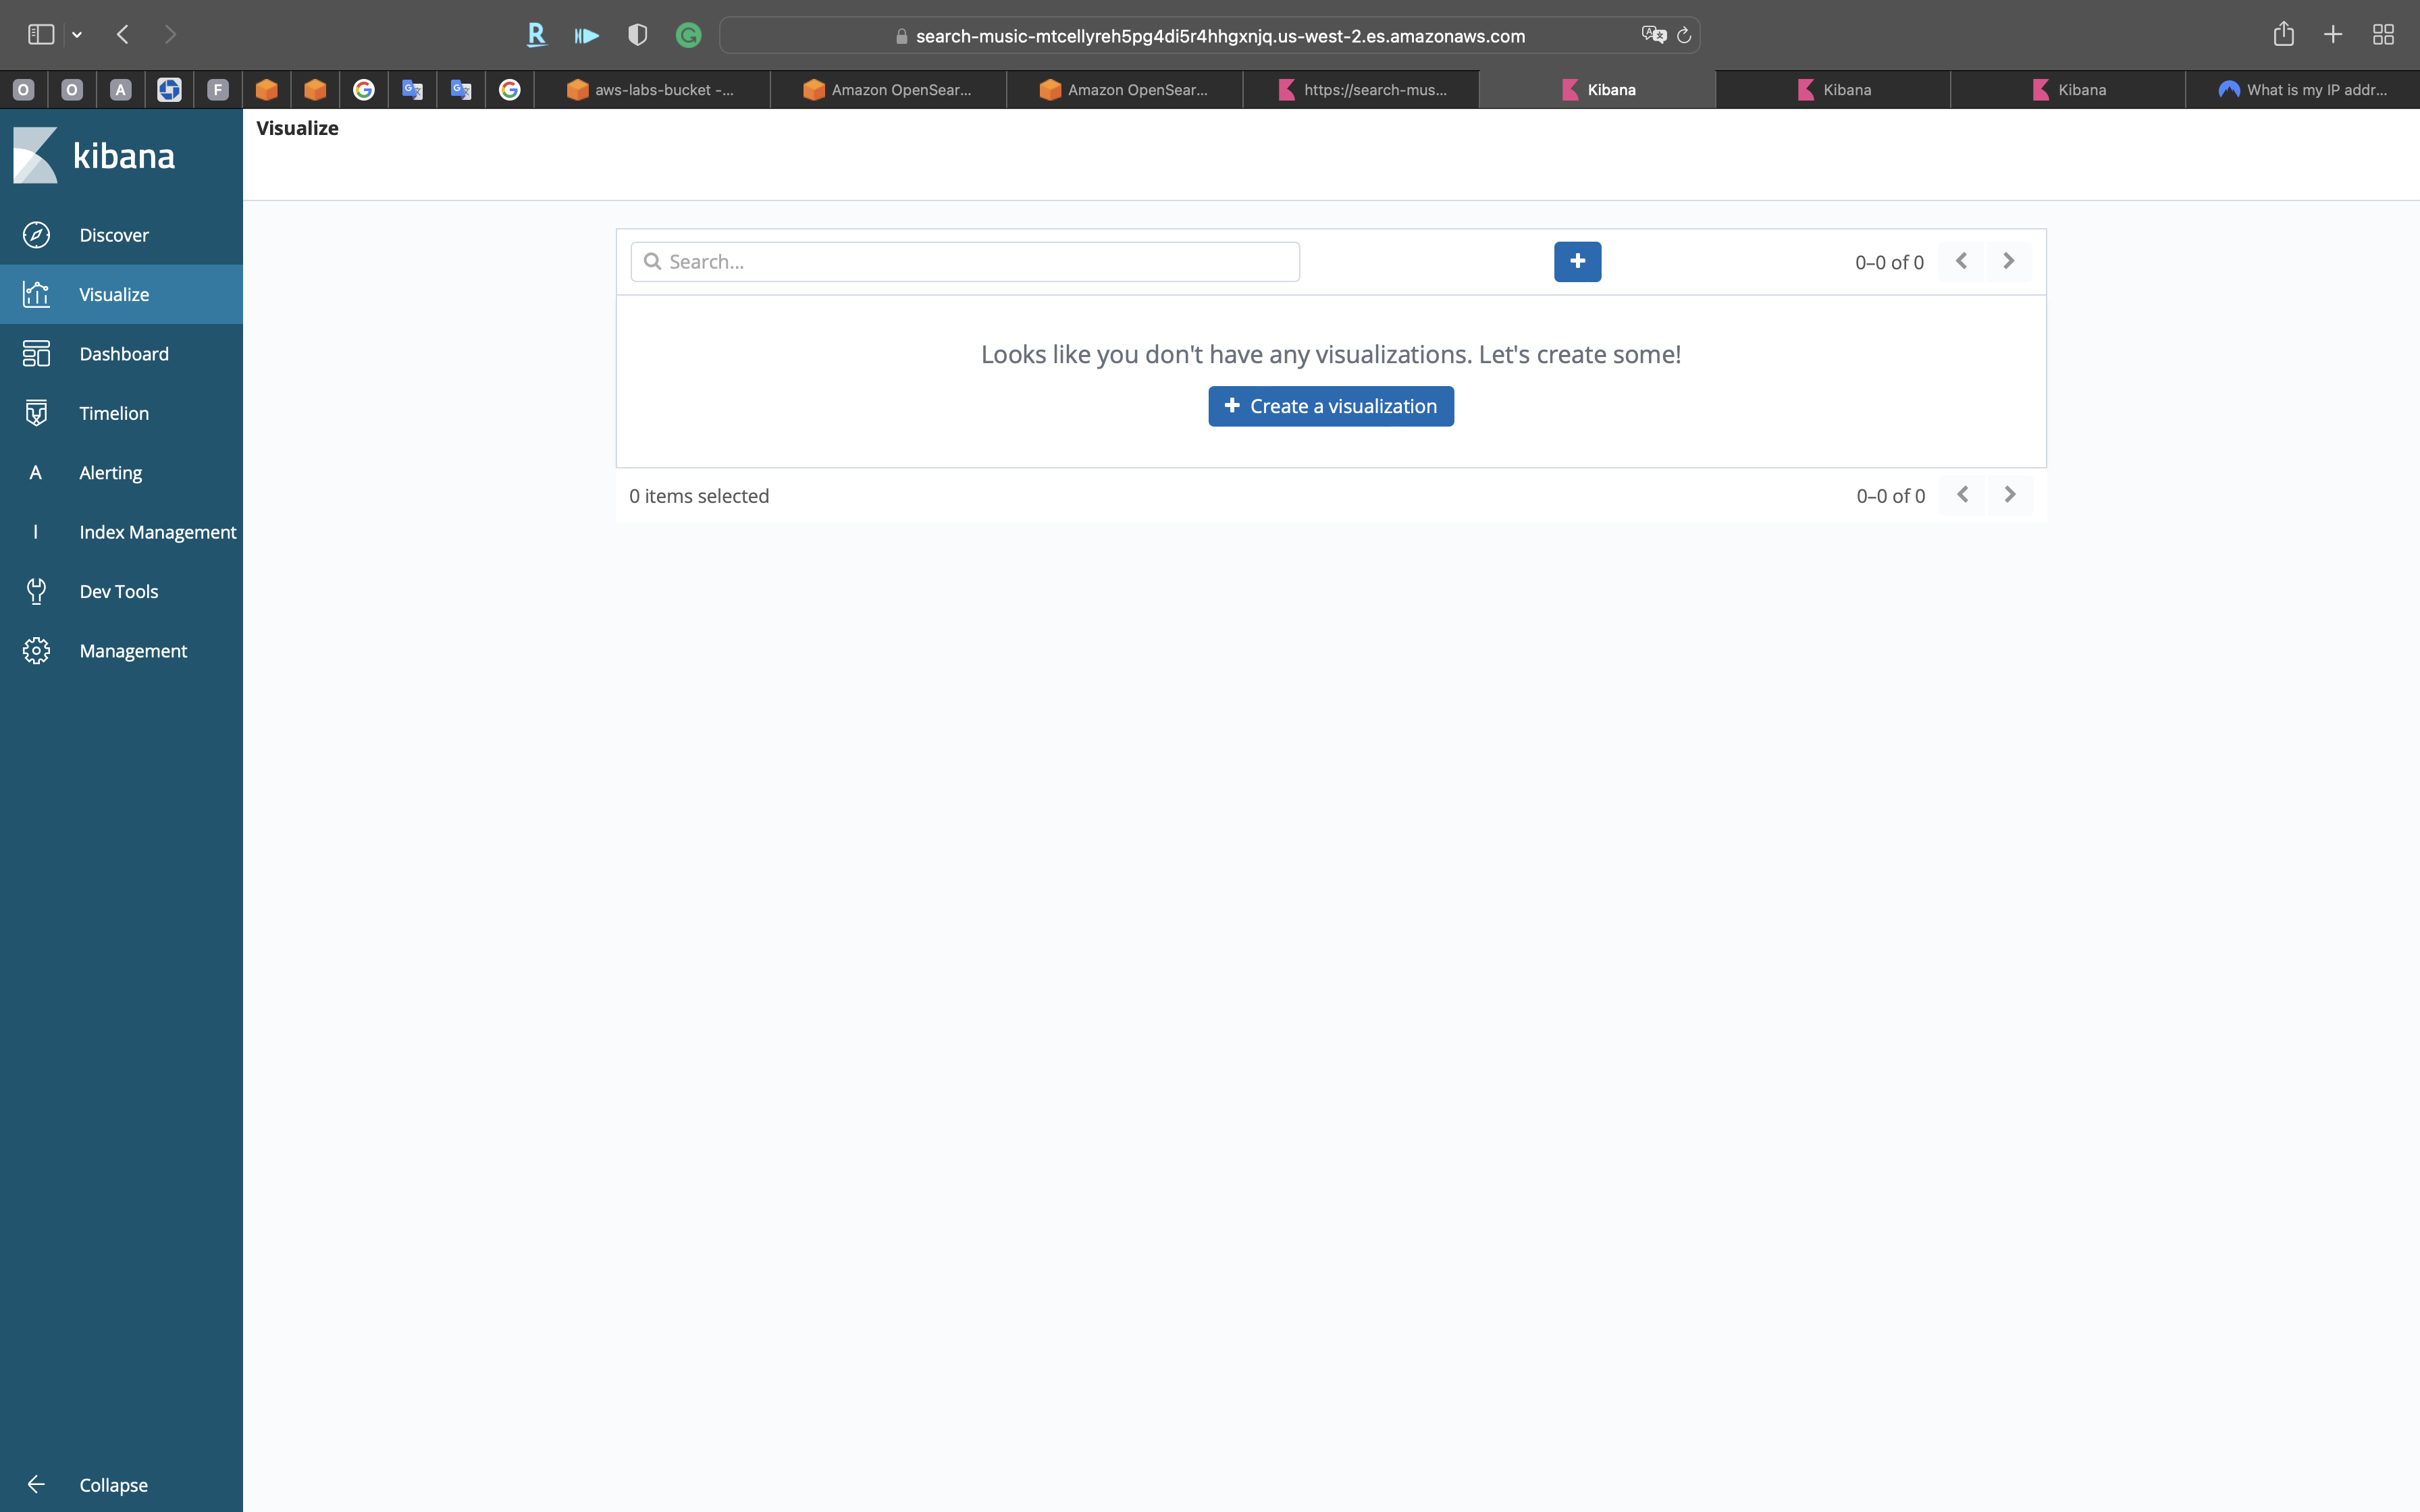 search-music-mtcellyreh5pg4di5r4hhgxnjq.us-west-2.es.amazonaws.com
O O A F aws-labs-bucket -... Amazon OpenSear... Amazon OpenSear... https://search-mus... Kibana Kibana Kibana What is my IP addr...
kibana
Visualize
Discover
Visualize
Dashboard
Timelion
A Alerting
I Index Management
Dev Tools
Management
Collapse
Search...
+
0–0 of 0
Looks like you don't have any visualizations. Let's create some!
+ Create a visualization
0 items selected
0–0 of 0